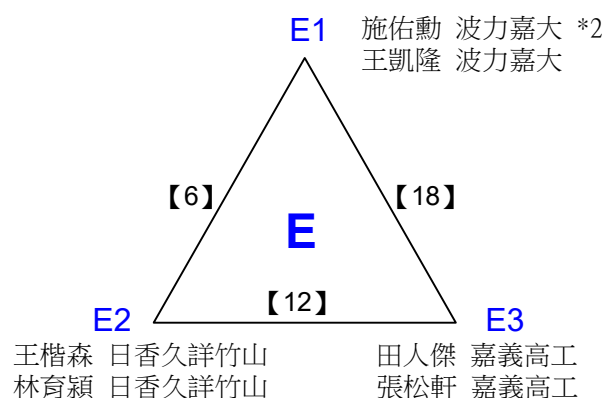 E1 施佑勳 波力嘉大 *2
王凱隆 波力嘉大
【6】
【18】
E
【12】
E2
E3
王楷森 日香久詳竹山
田人傑 嘉義高工
林育潁 日香久詳竹山
張松軒 嘉義高工